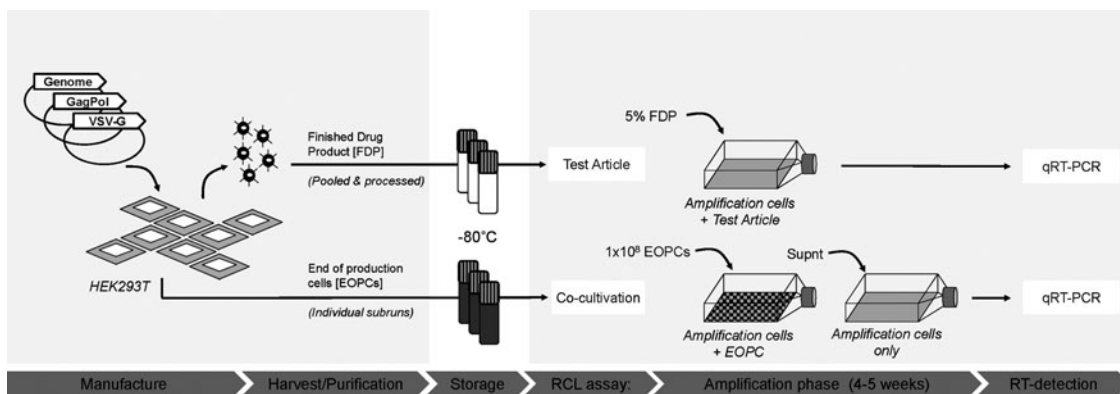 Genome
GagPol
VSV-G
HEK293T
Finished Drug
Product [FDP]
(Pooled & processed)
End of production
cells [EOPCs]
(Individual subruns)
-80°C
Test Article
Co-cultivation
5% FDP
Amplification cells
+ Test Article
qRT-PCR
1x10⁸ EOPCs
Supnt
Amplification cells
+ EOPC
Amplification cells
only
qRT-PCR
Manufacture
Harvest/Purification
Storage
RCL assay:
Amplification phase (4-5 weeks)
RT-detection